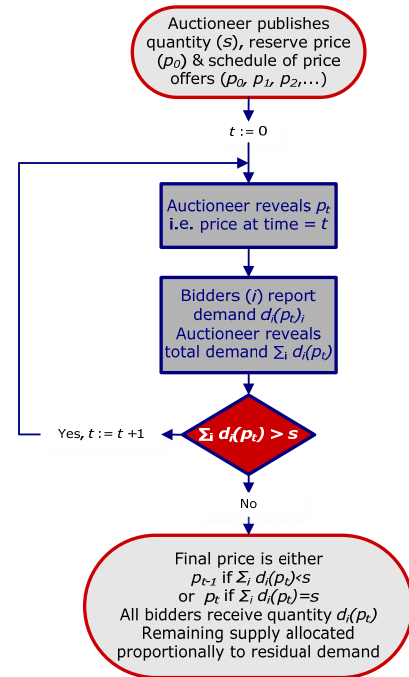 Auctioneer publishes
quantity (s), reserve price
(p₀) & schedule of price
offers (p₀, p₁, p₂,...)
t := 0
Auctioneer reveals pₜ
i.e. price at time = t
Bidders (i) report
demand dᵢ(pₜ)ᵢ
Auctioneer reveals
total demand ∑ᵢ dᵢ(pₜ)
∑ᵢ dᵢ(pₜ) > s
Yes, t := t +1
No
Final price is either
pₜ₋₁ if ∑ᵢ dᵢ(pₜ)<s
or pₜ if ∑ᵢ dᵢ(pₜ)=s
All bidders receive quantity dᵢ(pₜ)
Remaining supply allocated
proportionally to residual demand